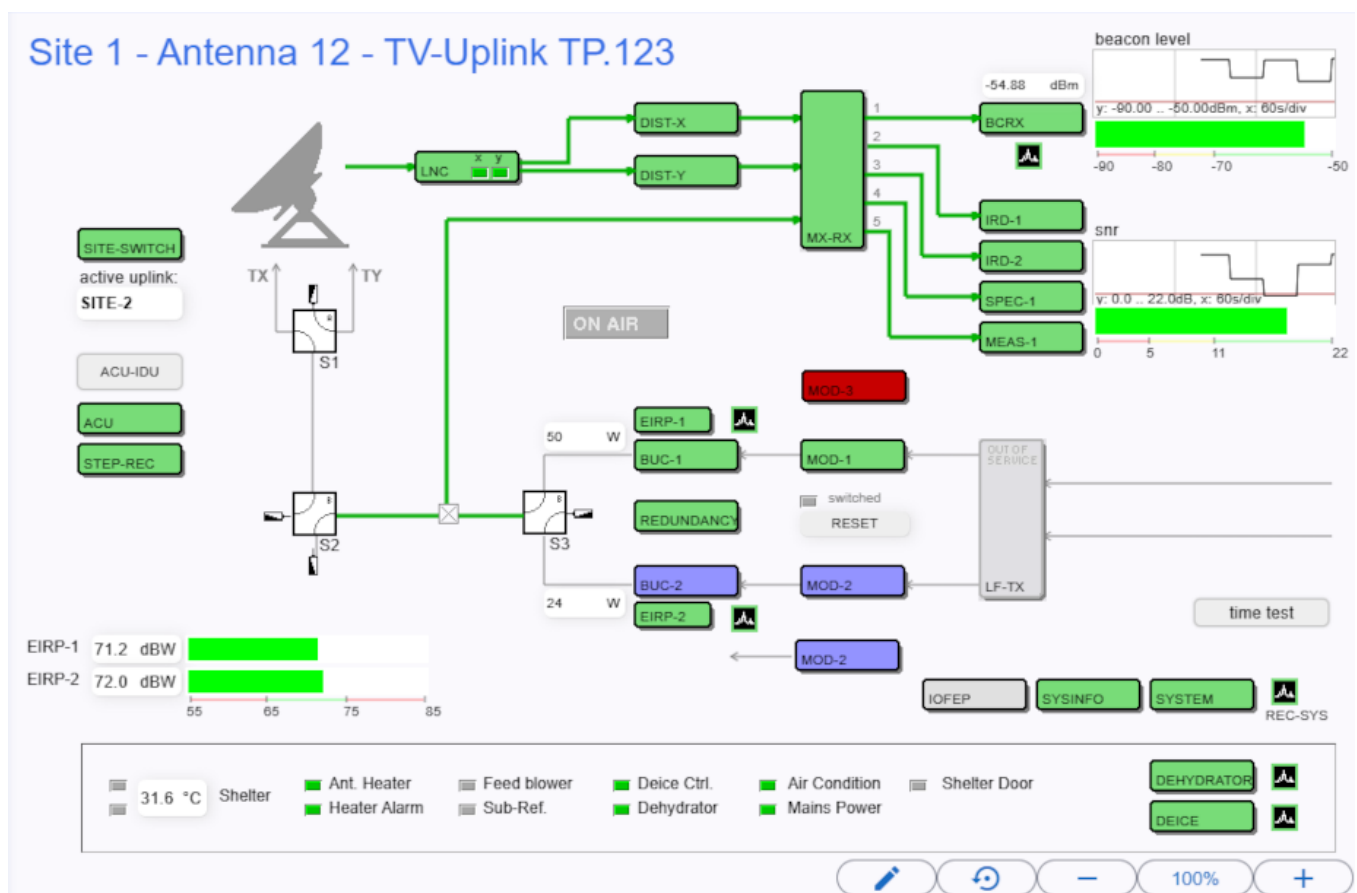 Site 1 - Antenna 12 - TV-Uplink TP.123
beacon level
-54.88 dBm
y: -90.00 .. -50.00dBm, x: 60s/div
-90 -80 -70 -50
DIST-X
BCRX
1
2
3
4
5
LNC
x y
DIST-Y
MX-RX
IRD-1
IRD-2
SPEC-1
MEAS-1
snr
y: 0.0 .. 22.0dB, x: 60s/div
0 5 11 22
SITE-SWITCH
active uplink:
SITE-2
TX
TY
B
S1
ON AIR
ACU-IDU
ACU
STEP-REC
MOD-3
EIRP-1
50 W
BUC-1
MOD-1
OUT OF
SERVICE
switched
RESET
REDUNDANCY
B
S2
B
S3
BUC-2
MOD-2
LF-TX
24 W
EIRP-2
time test
MOD-2
EIRP-1 71.2 dBW
EIRP-2 72.0 dBW
55 65 75 85
IOFEP
SYSINFO
SYSTEM
REC-SYS
31.6 °C Shelter
Ant. Heater
Feed blower
Deice Ctrl.
Air Condition
Shelter Door
Heater Alarm
Sub-Ref.
Dehydrator
Mains Power
DEHYDRATOR
DEICE
100%